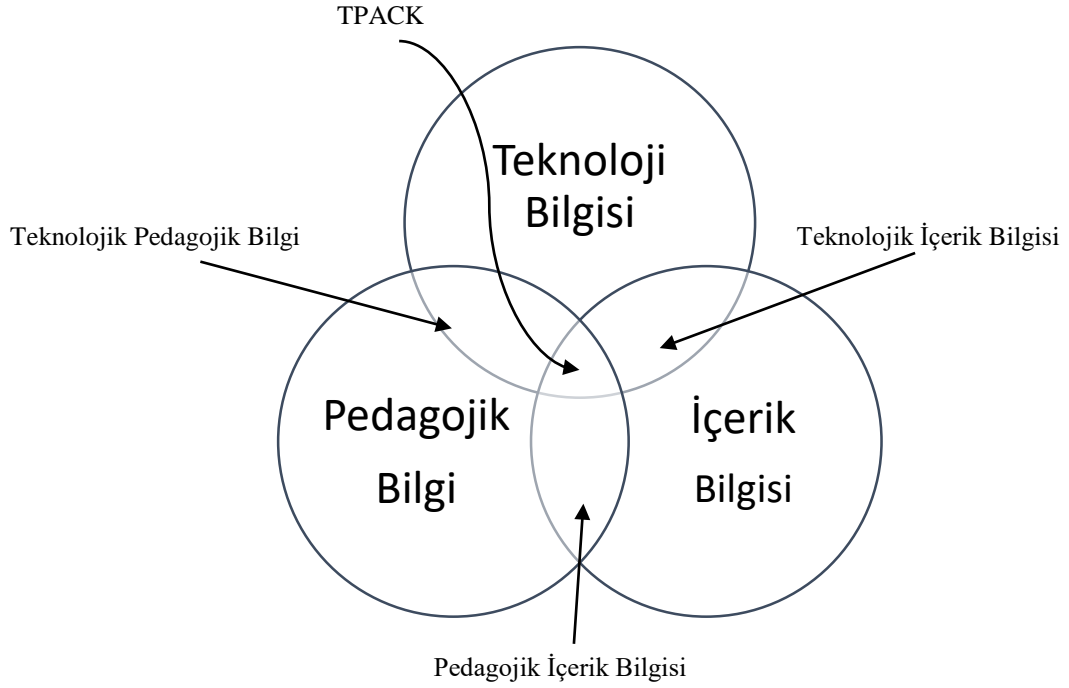 TPACK
Teknoloji
Bilgisi
Teknolojik Pedagojik Bilgi
Teknolojik İçerik Bilgisi
Pedagojik
Bilgi
İçerik
Bilgisi
Pedagojik İçerik Bilgisi